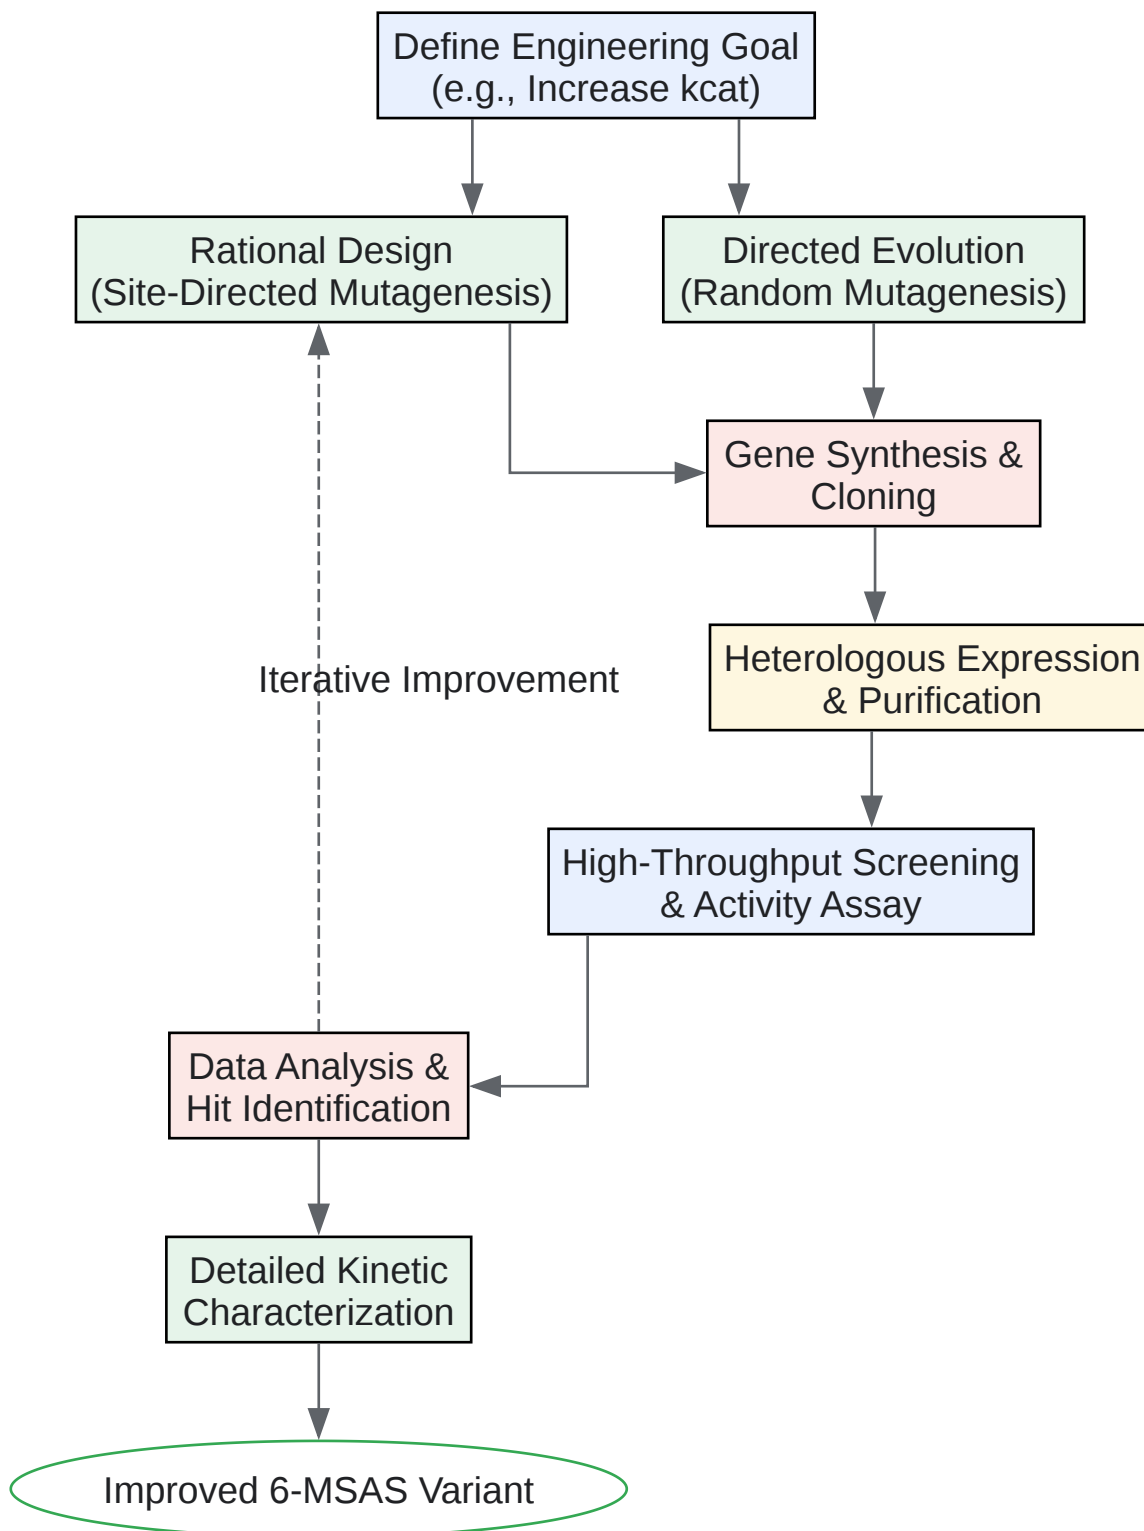 Define Engineering Goal
(e.g., Increase kcat)
Rational Design
(Site-Directed Mutagenesis)
Directed Evolution
(Random Mutagenesis)
Gene Synthesis &
Cloning
Heterologous Expression
& Purification
Iterative Improvement
High-Throughput Screening
& Activity Assay
Data Analysis &
Hit Identification
Detailed Kinetic
Characterization
Improved 6-MSAS Variant